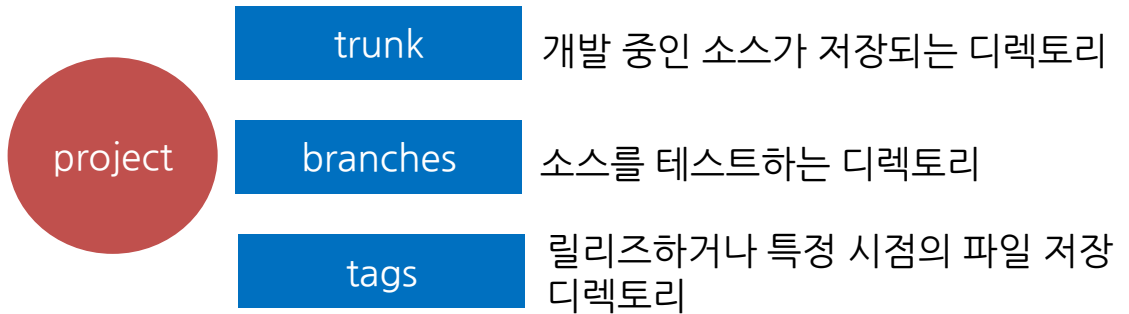 trunk
개발 중인 소스가 저장되는 디렉토리
project
branches
소스를 테스트하는 디렉토리
tags
릴리즈하거나 특정 시점의 파일 저장
디렉토리